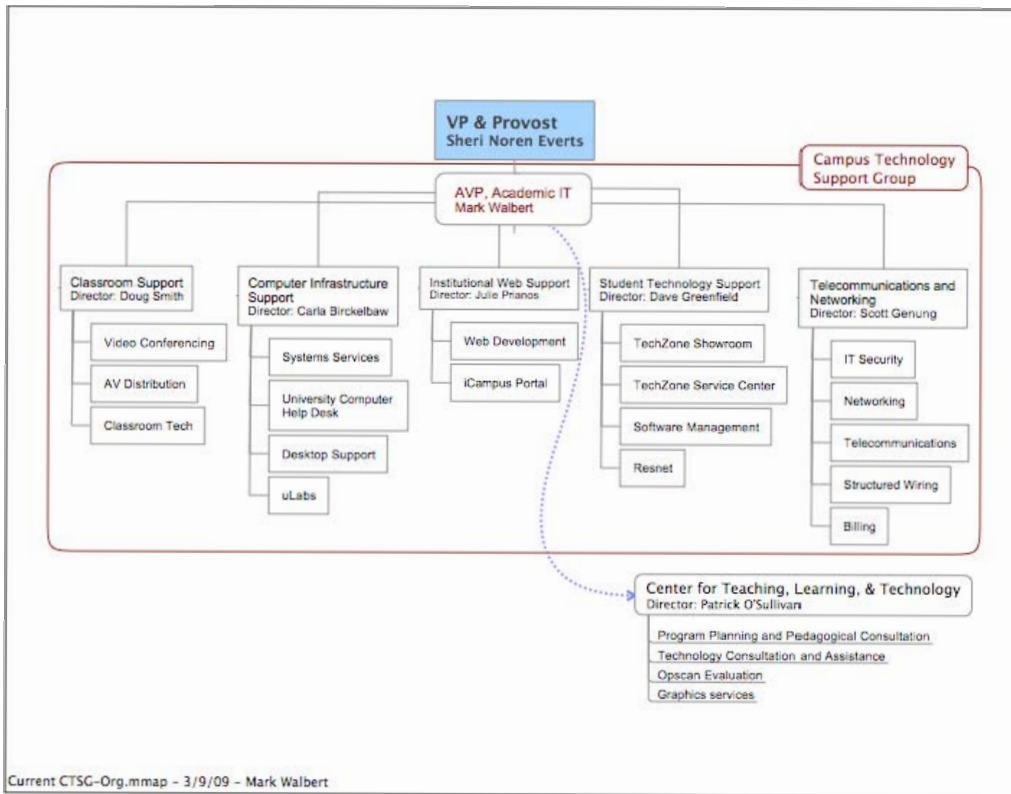 VP & Provost
Sheri Noren Everts
Campus Technology
Support Group
AVP, Academic IT
Mark Walbert
Classroom Support
Director: Doug Smith
Video Conferencing
AV Distribution
Classroom Tech
Computer Infrastructure
Support
Director: Carla Birckelbaw
Systems Services
University Computer
Help Desk
Desktop Support
uLabs
Institutional Web Support
Director: Julie Prianos
Web Development
iCampus Portal
Student Technology Support
Director: Dave Greenfield
TechZone Showroom
TechZone Service Center
Software Management
Resnet
Telecommunications and
Networking
Director: Scott Genung
IT Security
Networking
Telecommunications
Structured Wiring
Billing
Center for Teaching, Learning, & Technology
Director: Patrick O'Sullivan
Program Planning and Pedagogical Consultation
Technology Consultation and Assistance
Opscan Evaluation
Graphics services
Current CTSG-Org.mmap - 3/9/09 - Mark Walbert